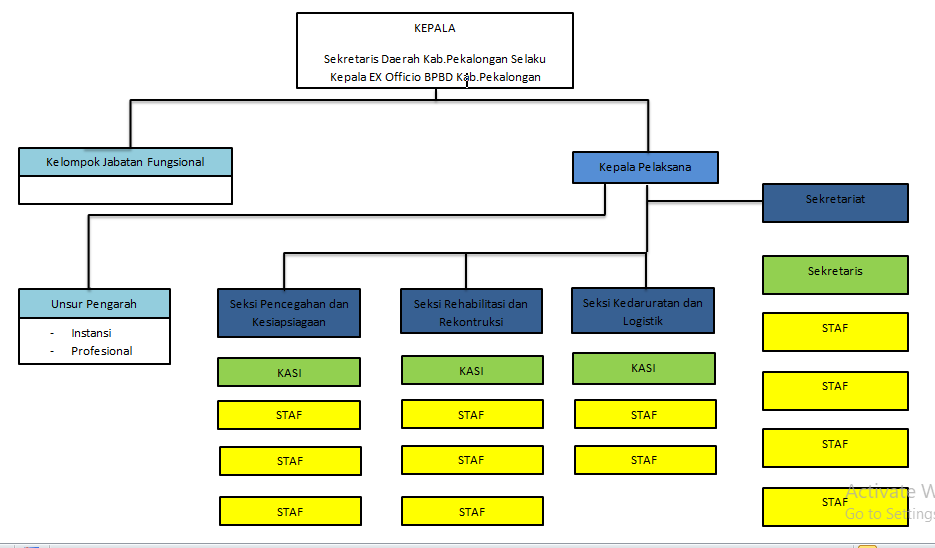 KEPALA
Sekretaris Daerah Kab.Pekalongan Selaku
Kepala EX Officio BPBD Kab.Pekalongan
Kelompok Jabatan Fungsional
Kepala Pelaksana
Sekretariat
Sekretaris
STAF
STAF
STAF
STAF
Unsur Pengarah
- Instansi
- Profesional
Seksi Pencegahan dan
Kesiapsiagaan
KASI
STAF
STAF
STAF
Seksi Rehabilitasi dan
Rekontruksi
KASI
STAF
STAF
STAF
Seksi Kedaruratan dan
Logistik
KASI
STAF
STAF
Activate W
Go to Settings